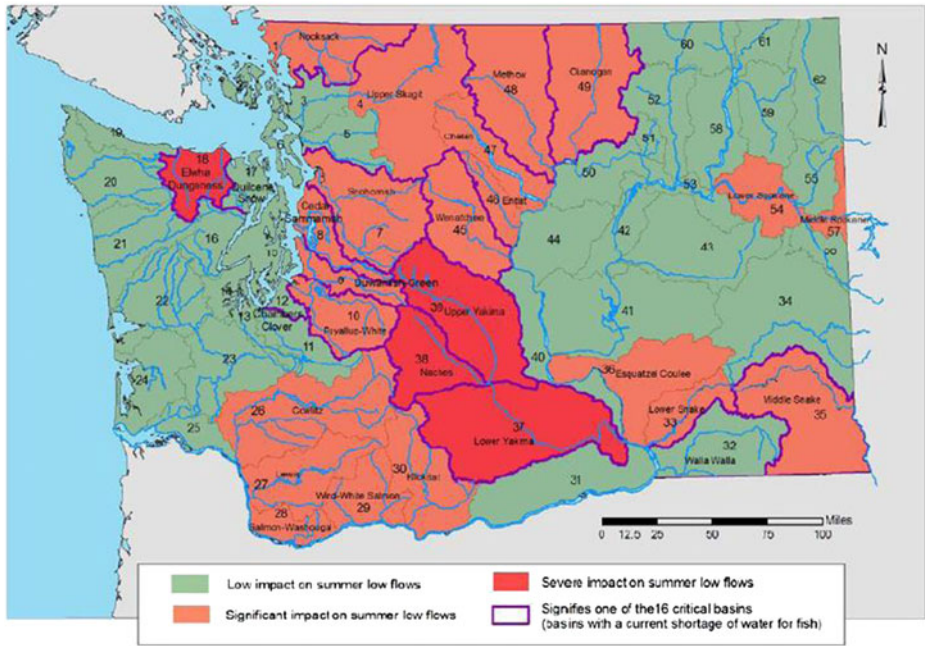 Nooksack
1
Upper Skagit
3
4
5
Methow
48
Okanogan
49
60
61
62
52
59
58
51
Chelan
47
50
53
55
19
18
Elwha
Dungeness
17
Quilcene
Snow
20
6
21
16
Snohomish
7
Cedar
Sammamish
8
46
Entiat
Wenatchee
45
44
42
43
Lower Spokane
54
Middle Spokane
57
56
9
Duwamish-Green
22
12
Chambers
Clover
13
10
Puyallup-White
39
Upper Yakima
41
34
11
23
38
Naches
40
36
Esquatzel Coulee
24
26
Cowlitz
25
37
Lower Yakima
Lower Snake
33
Middle Snake
35
32
Walla Walla
27
Lewis
30
Klickitat
31
Wind-White Salmon
28
29
Salmon-Washougal
N
Miles
0 12.5 25 50 75 100
Low impact on summer low flows
Severe impact on summer low flows
Significant impact on summer low flows
Signifies one of the16 critical basins
(basins with a current shortage of water for fish)